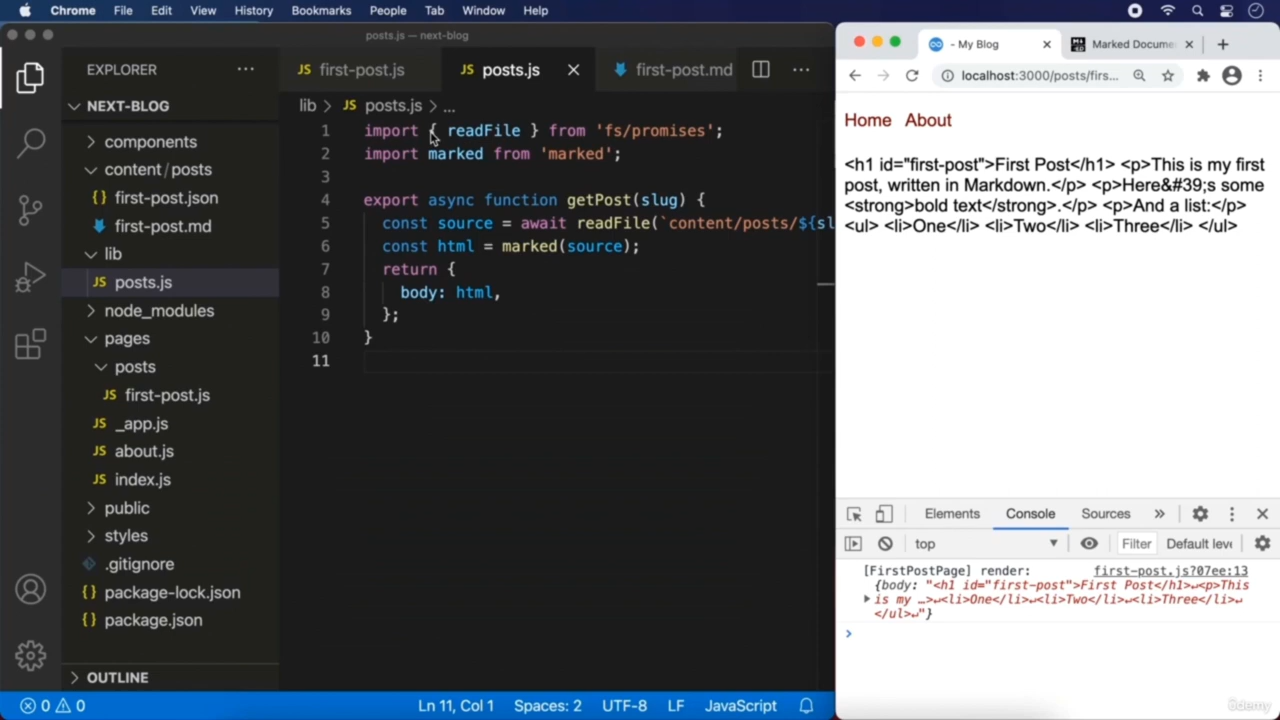 Chrome File Edit View History Bookmarks People Tab Window Help
posts.js — next-blog
EXPLORER
NEXT-BLOG
components
content / posts
first-post.json
first-post.md
lib
posts.js
node_modules
pages
posts
first-post.js
_app.js
about.js
index.js
public
styles
.gitignore
package-lock.json
package.json
OUTLINE
first-post.js posts.js first-post.md
lib > JS posts.js > ...
1 import { readFile } from 'fs/promises';
2 import marked from 'marked';
3
4 export async function getPost(slug) {
5 const source = await readFile(`content/posts/${sl
6 const html = marked(source);
7 return {
8 body: html,
9 };
10 }
11
0 0 Ln 11, Col 1 Spaces: 2 UTF-8 LF JavaScript
- My Blog Marked Docume
localhost:3000/posts/firs...
Home About
<h1 id="first-post">First Post</h1> <p>This is my first
post, written in Markdown.</p> <p>Here&#39;s some
<strong>bold text</strong>.</p> <p>And a list:</p>
<ul> <li>One</li> <li>Two</li> <li>Three</li> </ul>
Elements Console Sources »
top Filter Default leve
[FirstPostPage] render: first-post.js?07ee:13
{body: "<h1 id="first-post">First Post</h1>↵<p>This
is my …>↵<li>One</li>↵<li>Two</li>↵<li>Three</li>↵
</ul>↵"}
ûdemy